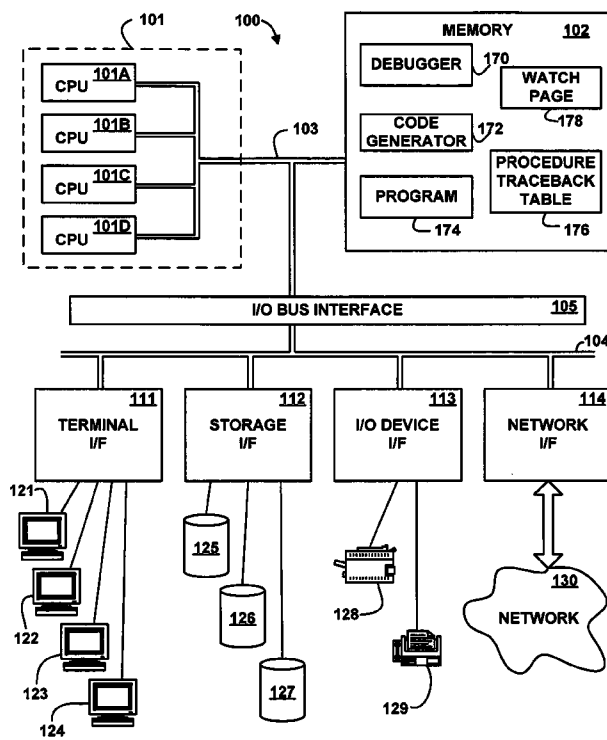 101
100
CPU 101A
CPU 101B
CPU 101C
CPU 101D
103
MEMORY 102
DEBUGGER
170
WATCH
PAGE
178
CODE
GENERATOR
172
PROCEDURE
TRACEBACK
TABLE
176
PROGRAM
174
I/O BUS INTERFACE 105
104
111
TERMINAL
I/F
112
STORAGE
I/F
113
I/O DEVICE
I/F
114
NETWORK
I/F
121
122
123
124
125
126
127
128
129
130
NETWORK